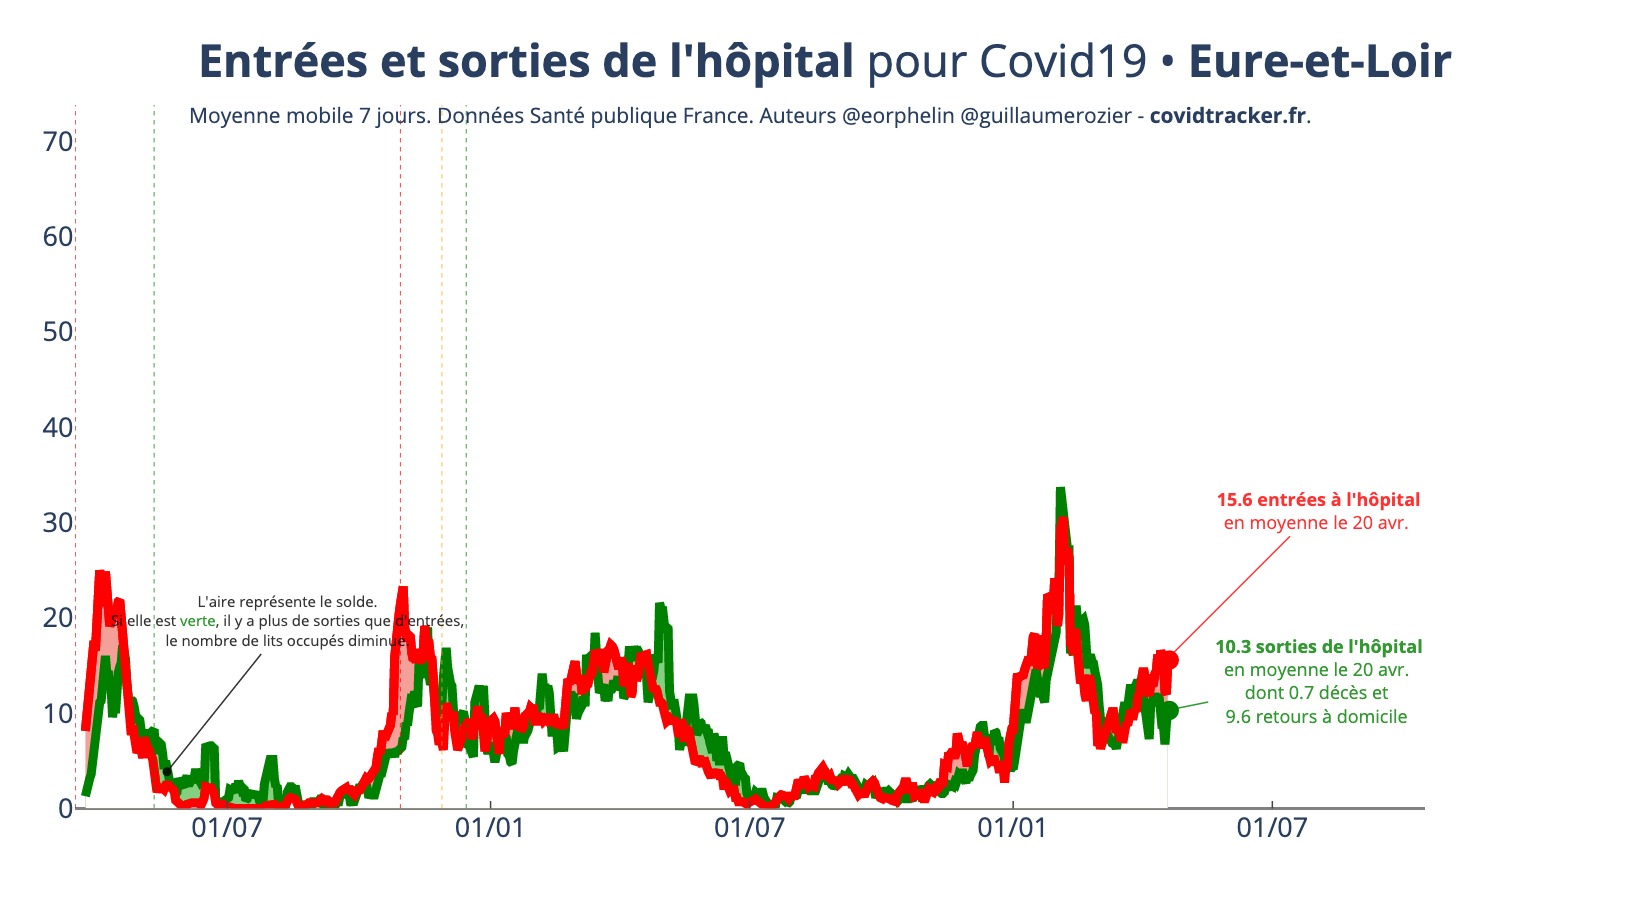 Entrées et sorties de l'hôpital pour Covid19 • Eure-et-Loir
Moyenne mobile 7 jours. Données Santé publique France. Auteurs @eorphelin @guillaumerozier - covidtracker.fr.
70
60
50
40
30
20
10
0
L'aire représente le solde.
Si elle est verte, il y a plus de sorties que d'entrées,
le nombre de lits occupés diminue
15.6 entrées à l'hôpital
en moyenne le 20 avr.
10.3 sorties de l'hôpital
en moyenne le 20 avr.
dont 0.7 décès et
9.6 retours à domicile
01/07
01/01
01/07
01/01
01/07